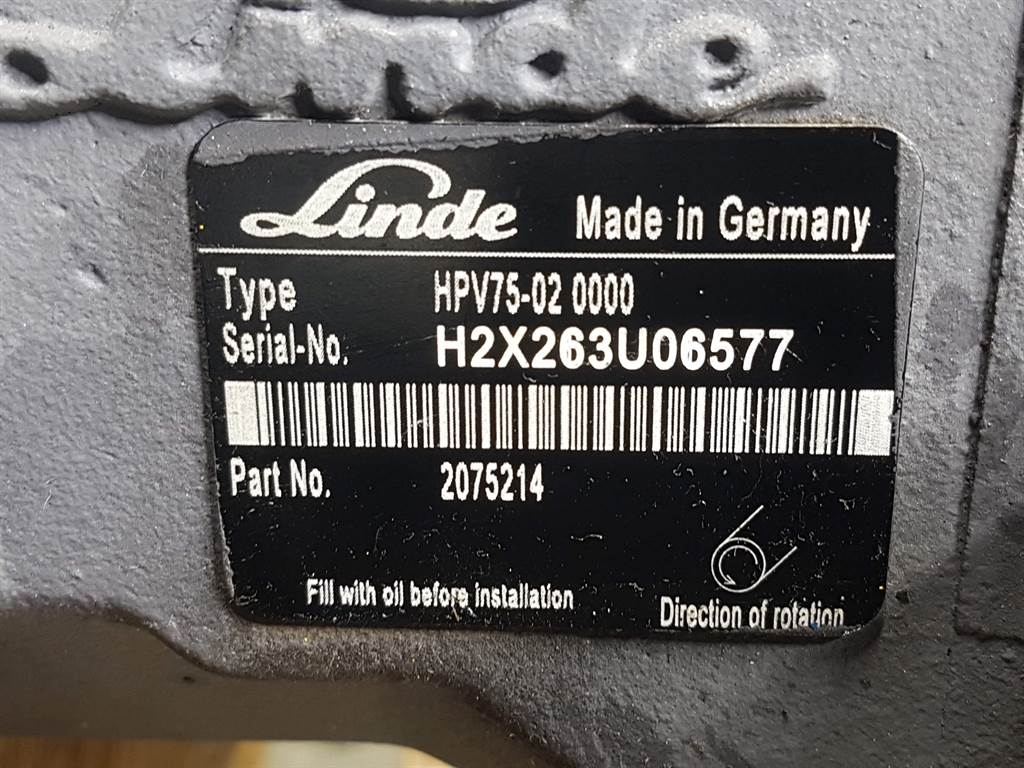 Linde Made in Germany
Type HPV75-02 0000
Serial-No. H2X263U06577
Part No. 2075214
Fill with oil before installation
Direction of rotation